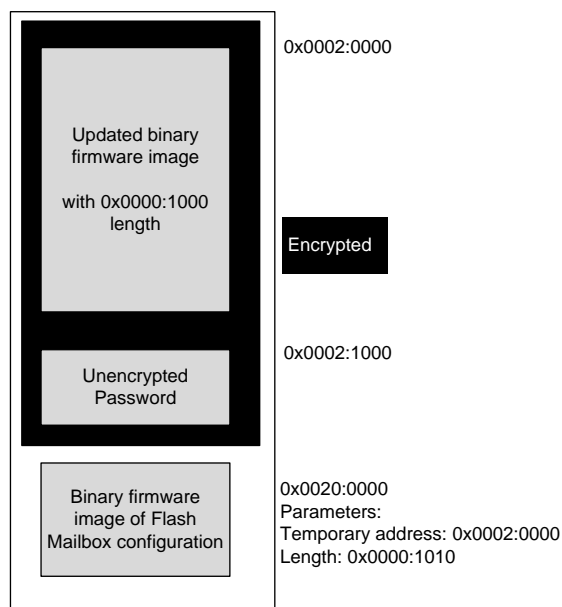 0x0002:0000
Updated binary
firmware image
with 0x0000:1000
length
Encrypted
0x0002:1000
Unencrypted
Password
Binary firmware
image of Flash
Mailbox configuration
0x0020:0000
Parameters:
Temporary address: 0x0002:0000
Length: 0x0000:1010